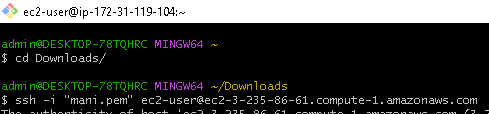 ec2-user@ip-172-31-119-104:~
admin@DESKTOP-78TQHRC MINGW64 ~
$ cd Downloads/
admin@DESKTOP-78TQHRC MINGW64 ~/Downloads
$ ssh -i "mani.pem" ec2-user@ec2-3-235-86-61.compute-1.amazonaws.com
The authenticity of host 'ec2-3-235-86-61.compute-1.amazonaws.com (3.2